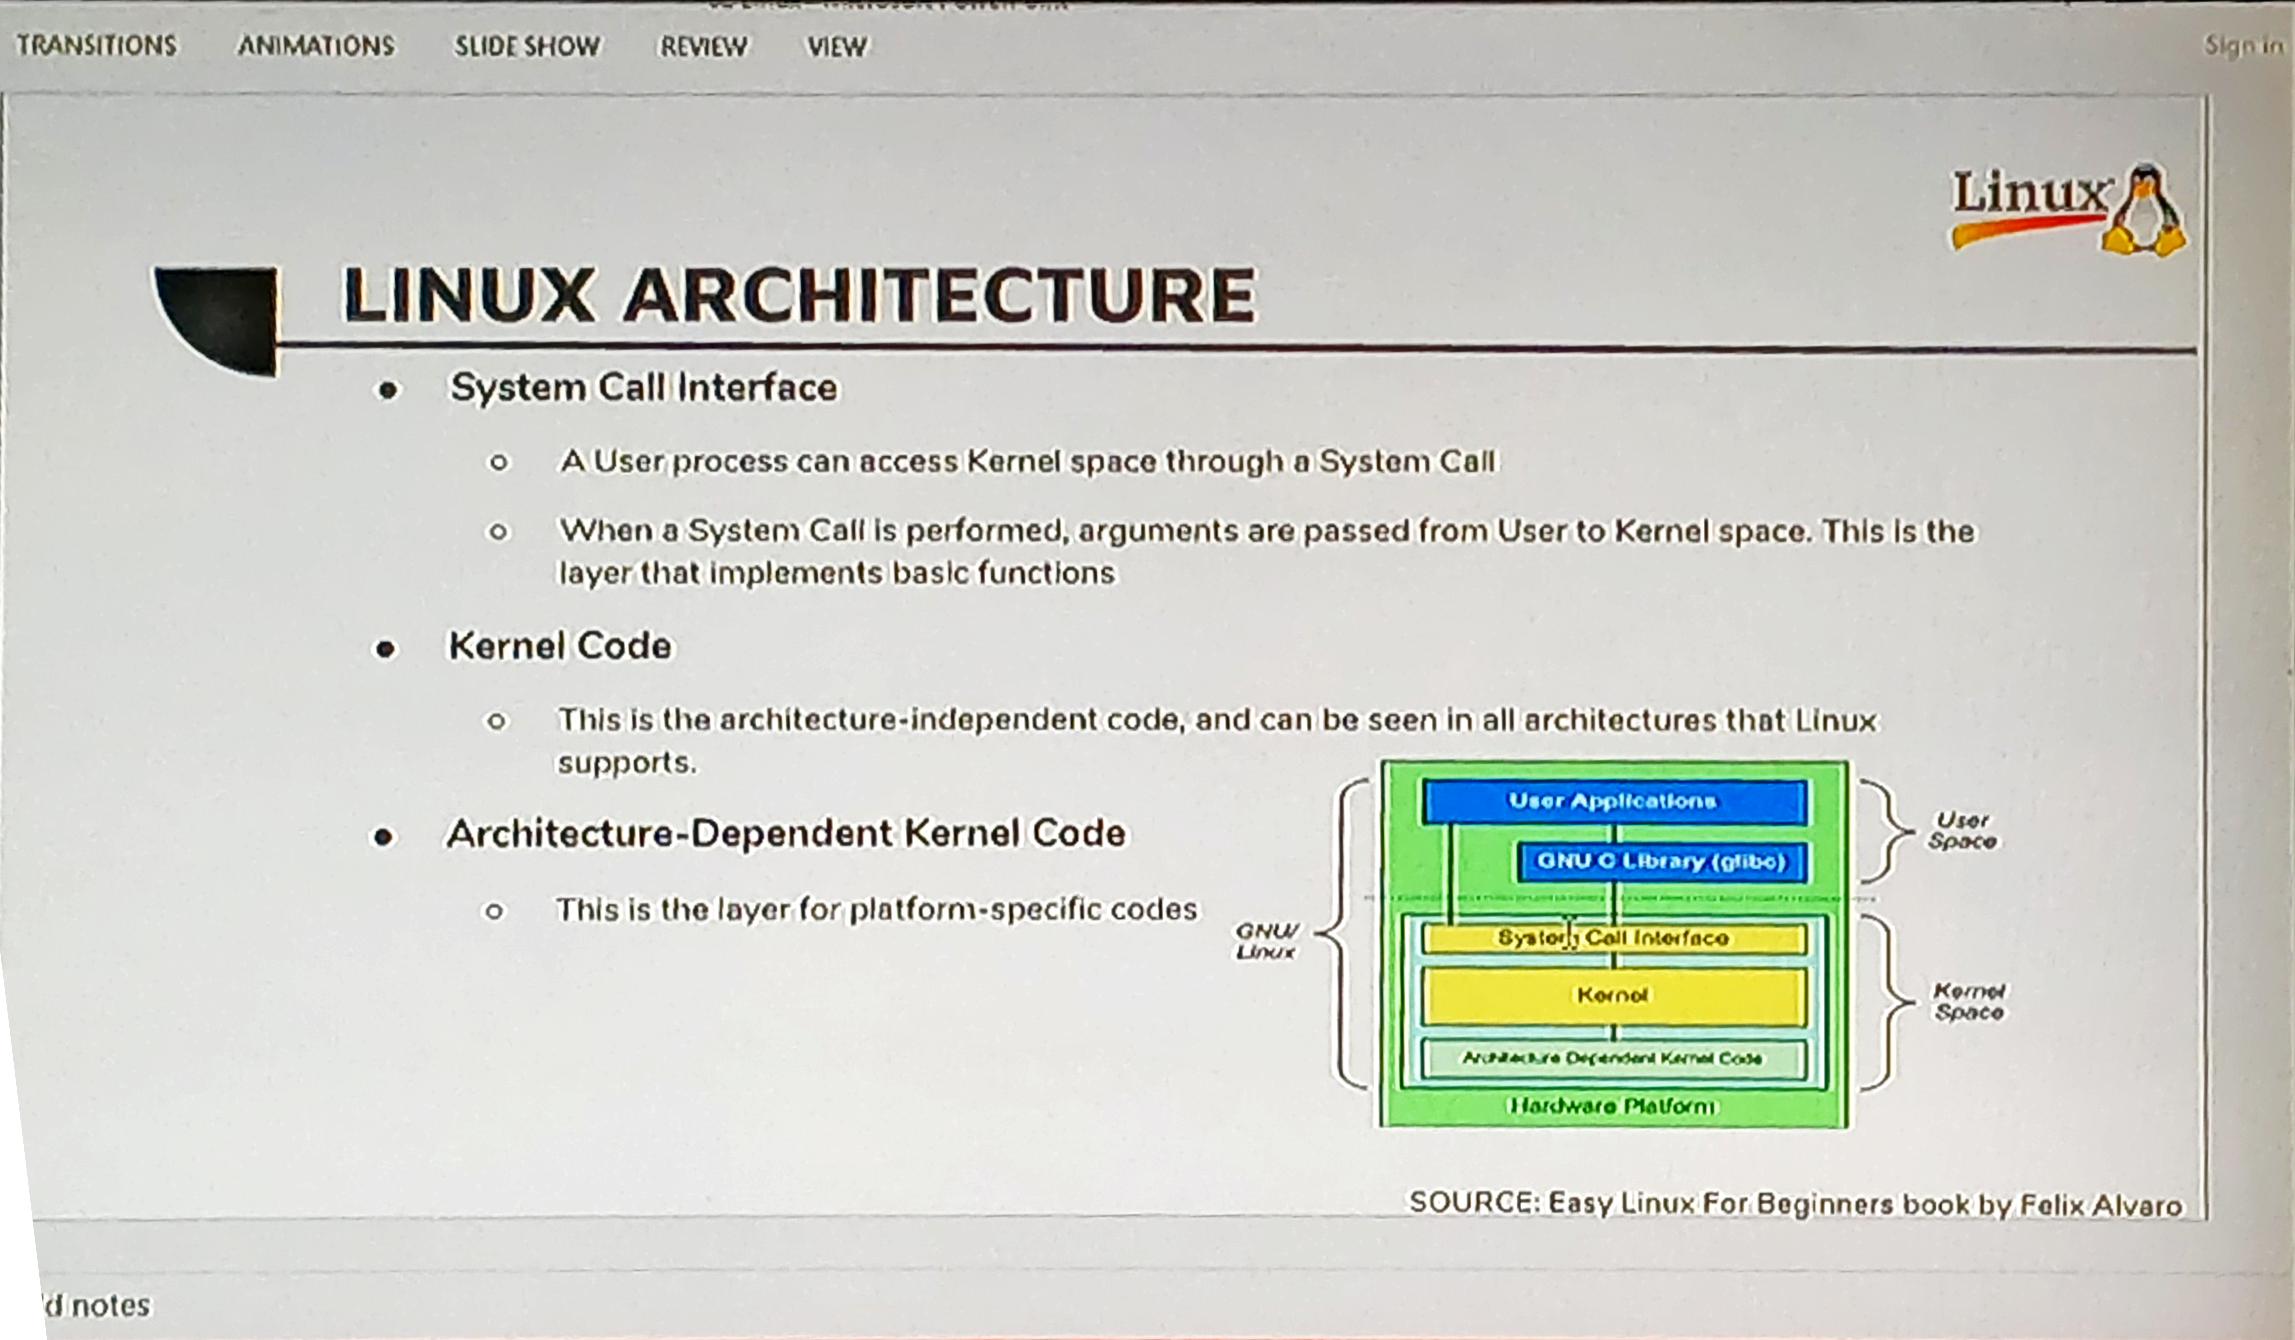 TRANSITIONS ANIMATIONS SLIDE SHOW REVIEW VIEW Sign in
Linux
LINUX ARCHITECTURE
• System Call Interface
o A User process can access Kernel space through a System Call
o When a System Call is performed, arguments are passed from User to Kernel space. This is the
layer that implements basic functions
• Kernel Code
o This is the architecture-independent code, and can be seen in all architectures that Linux
supports.
• Architecture-Dependent Kernel Code
o This is the layer for platform-specific codes
GNU/
Linux
User Applications
GNU C Library (glibc)
System Call Interface
Kernel
Architecture Dependent Kernel Code
Hardware Platform
User
Space
Kernel
Space
SOURCE: Easy Linux For Beginners book by Felix Alvaro
d notes